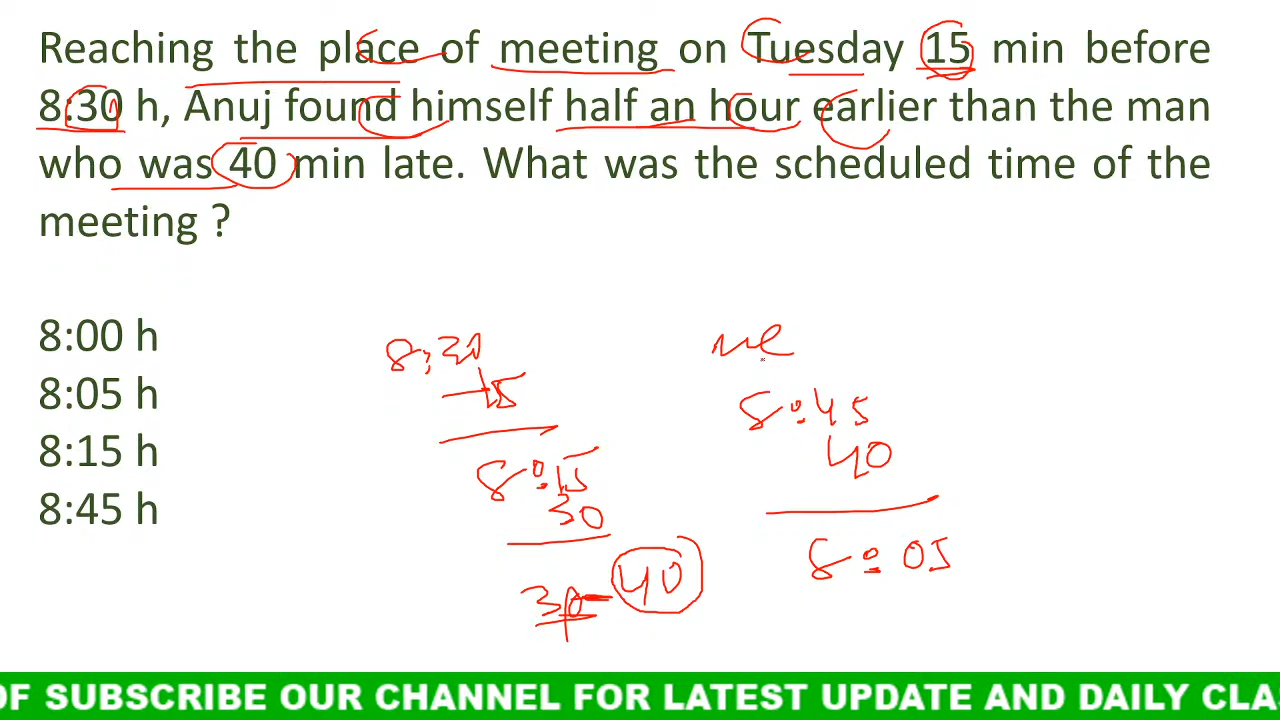 Reaching the place of meeting on Tuesday 15 min before
8:30 h, Anuj found himself half an hour earlier than the man
who was 40 min late. What was the scheduled time of the
meeting ?
8:00 h
8:05 h
8:15 h
8:45 h
8:30
15
8:15
30
30 40
8:45
40
8:05
OF SUBSCRIBE OUR CHANNEL FOR LATEST UPDATE AND DAILY CLA